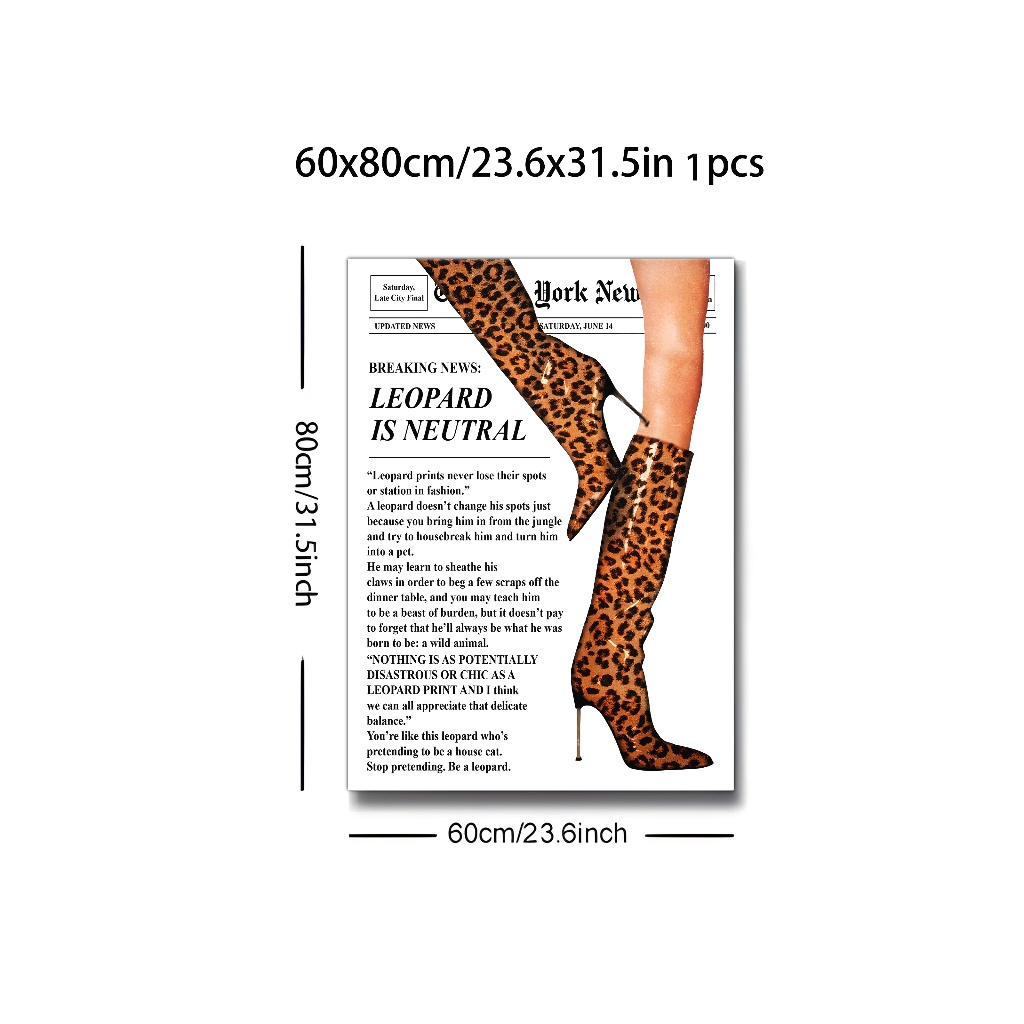 60x80cm/23.6x31.5in 1pcs
Saturday,
Late City Final
York New
UPDATED NEWS
SATURDAY, JUNE 14
BREAKING NEWS:
LEOPARD
IS NEUTRAL
“Leopard prints never lose their spots
or station in fashion.”
A leopard doesn’t change his spots just
because you bring him in from the jungle
and try to housebreak him and turn him
into a pet.
He may learn to sheathe his
claws in order to beg a few scraps off the
dinner table, and you may teach him
to be a beast of burden, but it doesn’t pay
to forget that he’ll always be what he was
born to be: a wild animal.
“NOTHING IS AS POTENTIALLY
DISASTROUS OR CHIC AS A
LEOPARD PRINT AND I think
we can all appreciate that delicate
balance.”
You’re like this leopard who’s
pretending to be a house cat.
Stop pretending. Be a leopard.
80cm/31.5inch
60cm/23.6inch